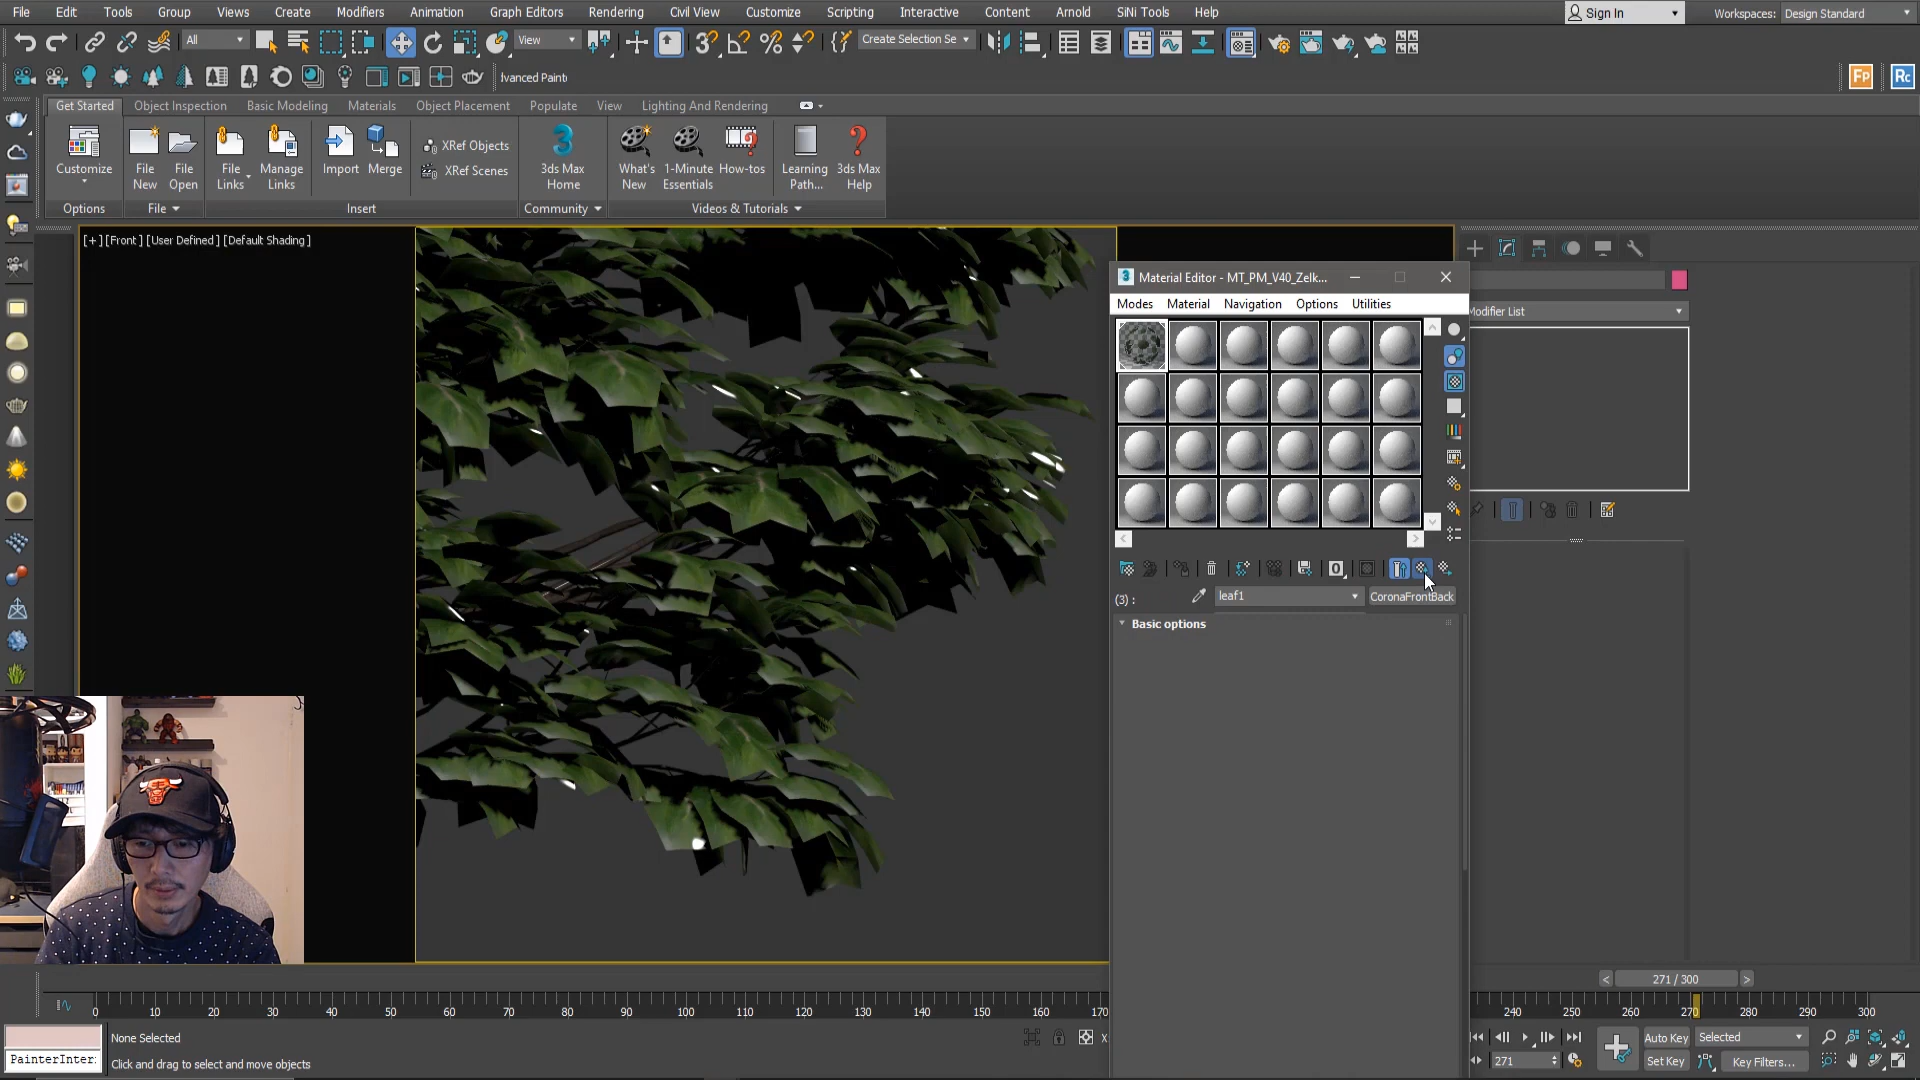 File Edit Tools Group Views Create Modifiers Animation Graph Editors Rendering Civil View Customize Scripting Interactive Content Arnold SiNi Tools Help Sign In Workspaces: Design Standard
All View Create Selection Se
Fp Rc
Get Started Object Inspection Basic Modeling Materials Object Placement Populate View Lighting And Rendering
Customize File New File Open File Links Manage Links Import Merge XRef Objects XRef Scenes 3ds Max Home What's New 1-Minute Essentials How-tos Learning Path... 3ds Max Help
Options File Insert Community Videos & Tutorials
[+] [Front] [User Defined] [Default Shading]
3 Material Editor - MT_PM_V40_Zelk...
Modes Material Navigation Options Utilities
Modifier List
(3) : leaf1 CoronaFrontBack
Basic options
271 / 300
0 10 20 30 40 50 60 70 80 90 100 110 120 130 140 150 160 170 240 250 260 270 280 290 300
None Selected X Auto Key Selected
PainterInter: Click and drag to select and move objects 271 Set Key Key Filters...